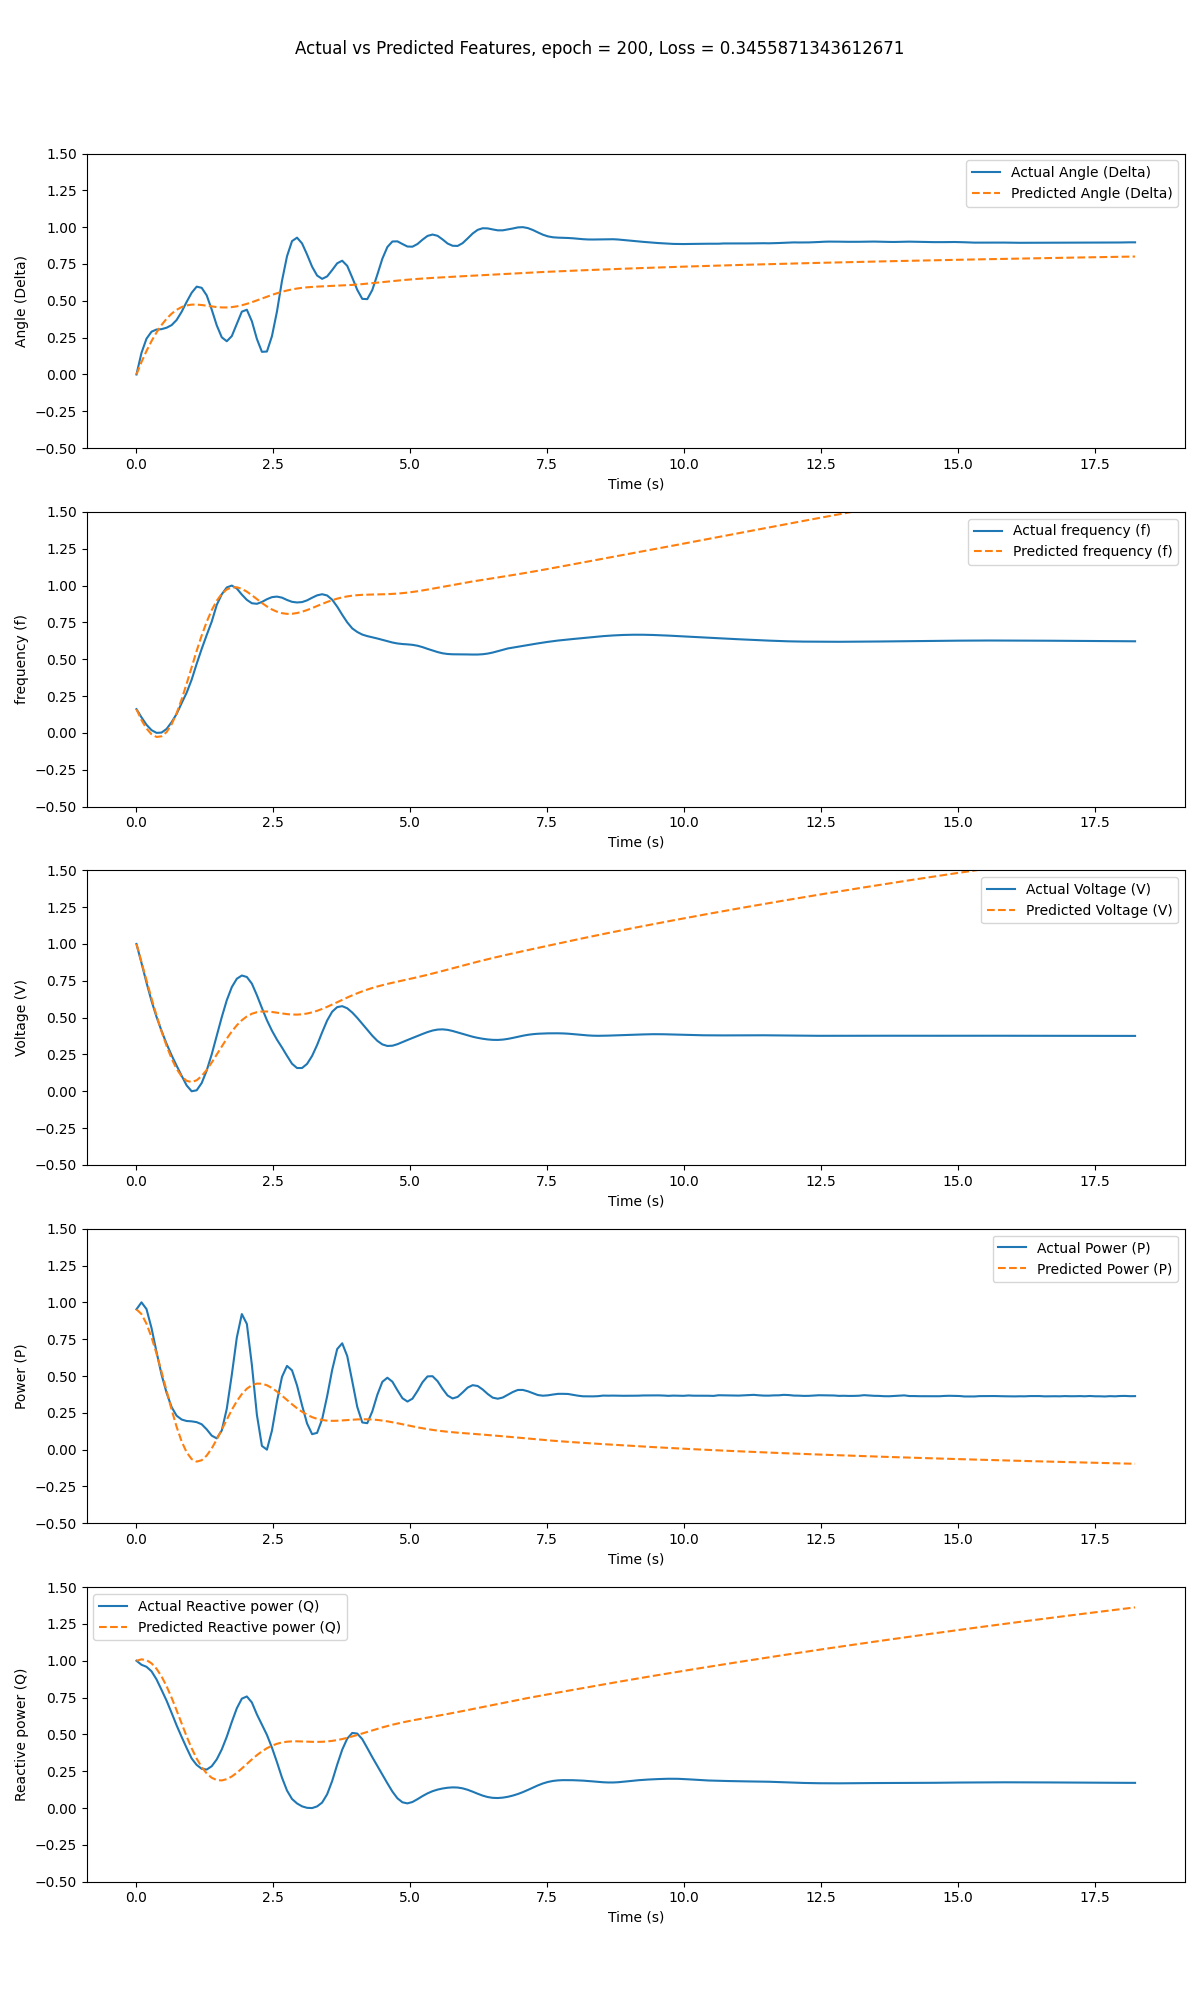 Actual vs Predicted Features, epoch = 200, Loss = 0.3455871343612671
1.50
1.25
1.00
0.75
0.50
0.25
0.00
−0.25
−0.50
Angle (Delta)
Actual Angle (Delta)
Predicted Angle (Delta)
0.0 2.5 5.0 7.5 10.0 12.5 15.0 17.5
Time (s)
1.50
1.25
1.00
0.75
0.50
0.25
0.00
−0.25
−0.50
frequency (f)
Actual frequency (f)
Predicted frequency (f)
0.0 2.5 5.0 7.5 10.0 12.5 15.0 17.5
Time (s)
1.50
1.25
1.00
0.75
0.50
0.25
0.00
−0.25
−0.50
Voltage (V)
Actual Voltage (V)
Predicted Voltage (V)
0.0 2.5 5.0 7.5 10.0 12.5 15.0 17.5
Time (s)
1.50
1.25
1.00
0.75
0.50
0.25
0.00
−0.25
−0.50
Power (P)
Actual Power (P)
Predicted Power (P)
0.0 2.5 5.0 7.5 10.0 12.5 15.0 17.5
Time (s)
1.50
1.25
1.00
0.75
0.50
0.25
0.00
−0.25
−0.50
Reactive power (Q)
Actual Reactive power (Q)
Predicted Reactive power (Q)
0.0 2.5 5.0 7.5 10.0 12.5 15.0 17.5
Time (s)